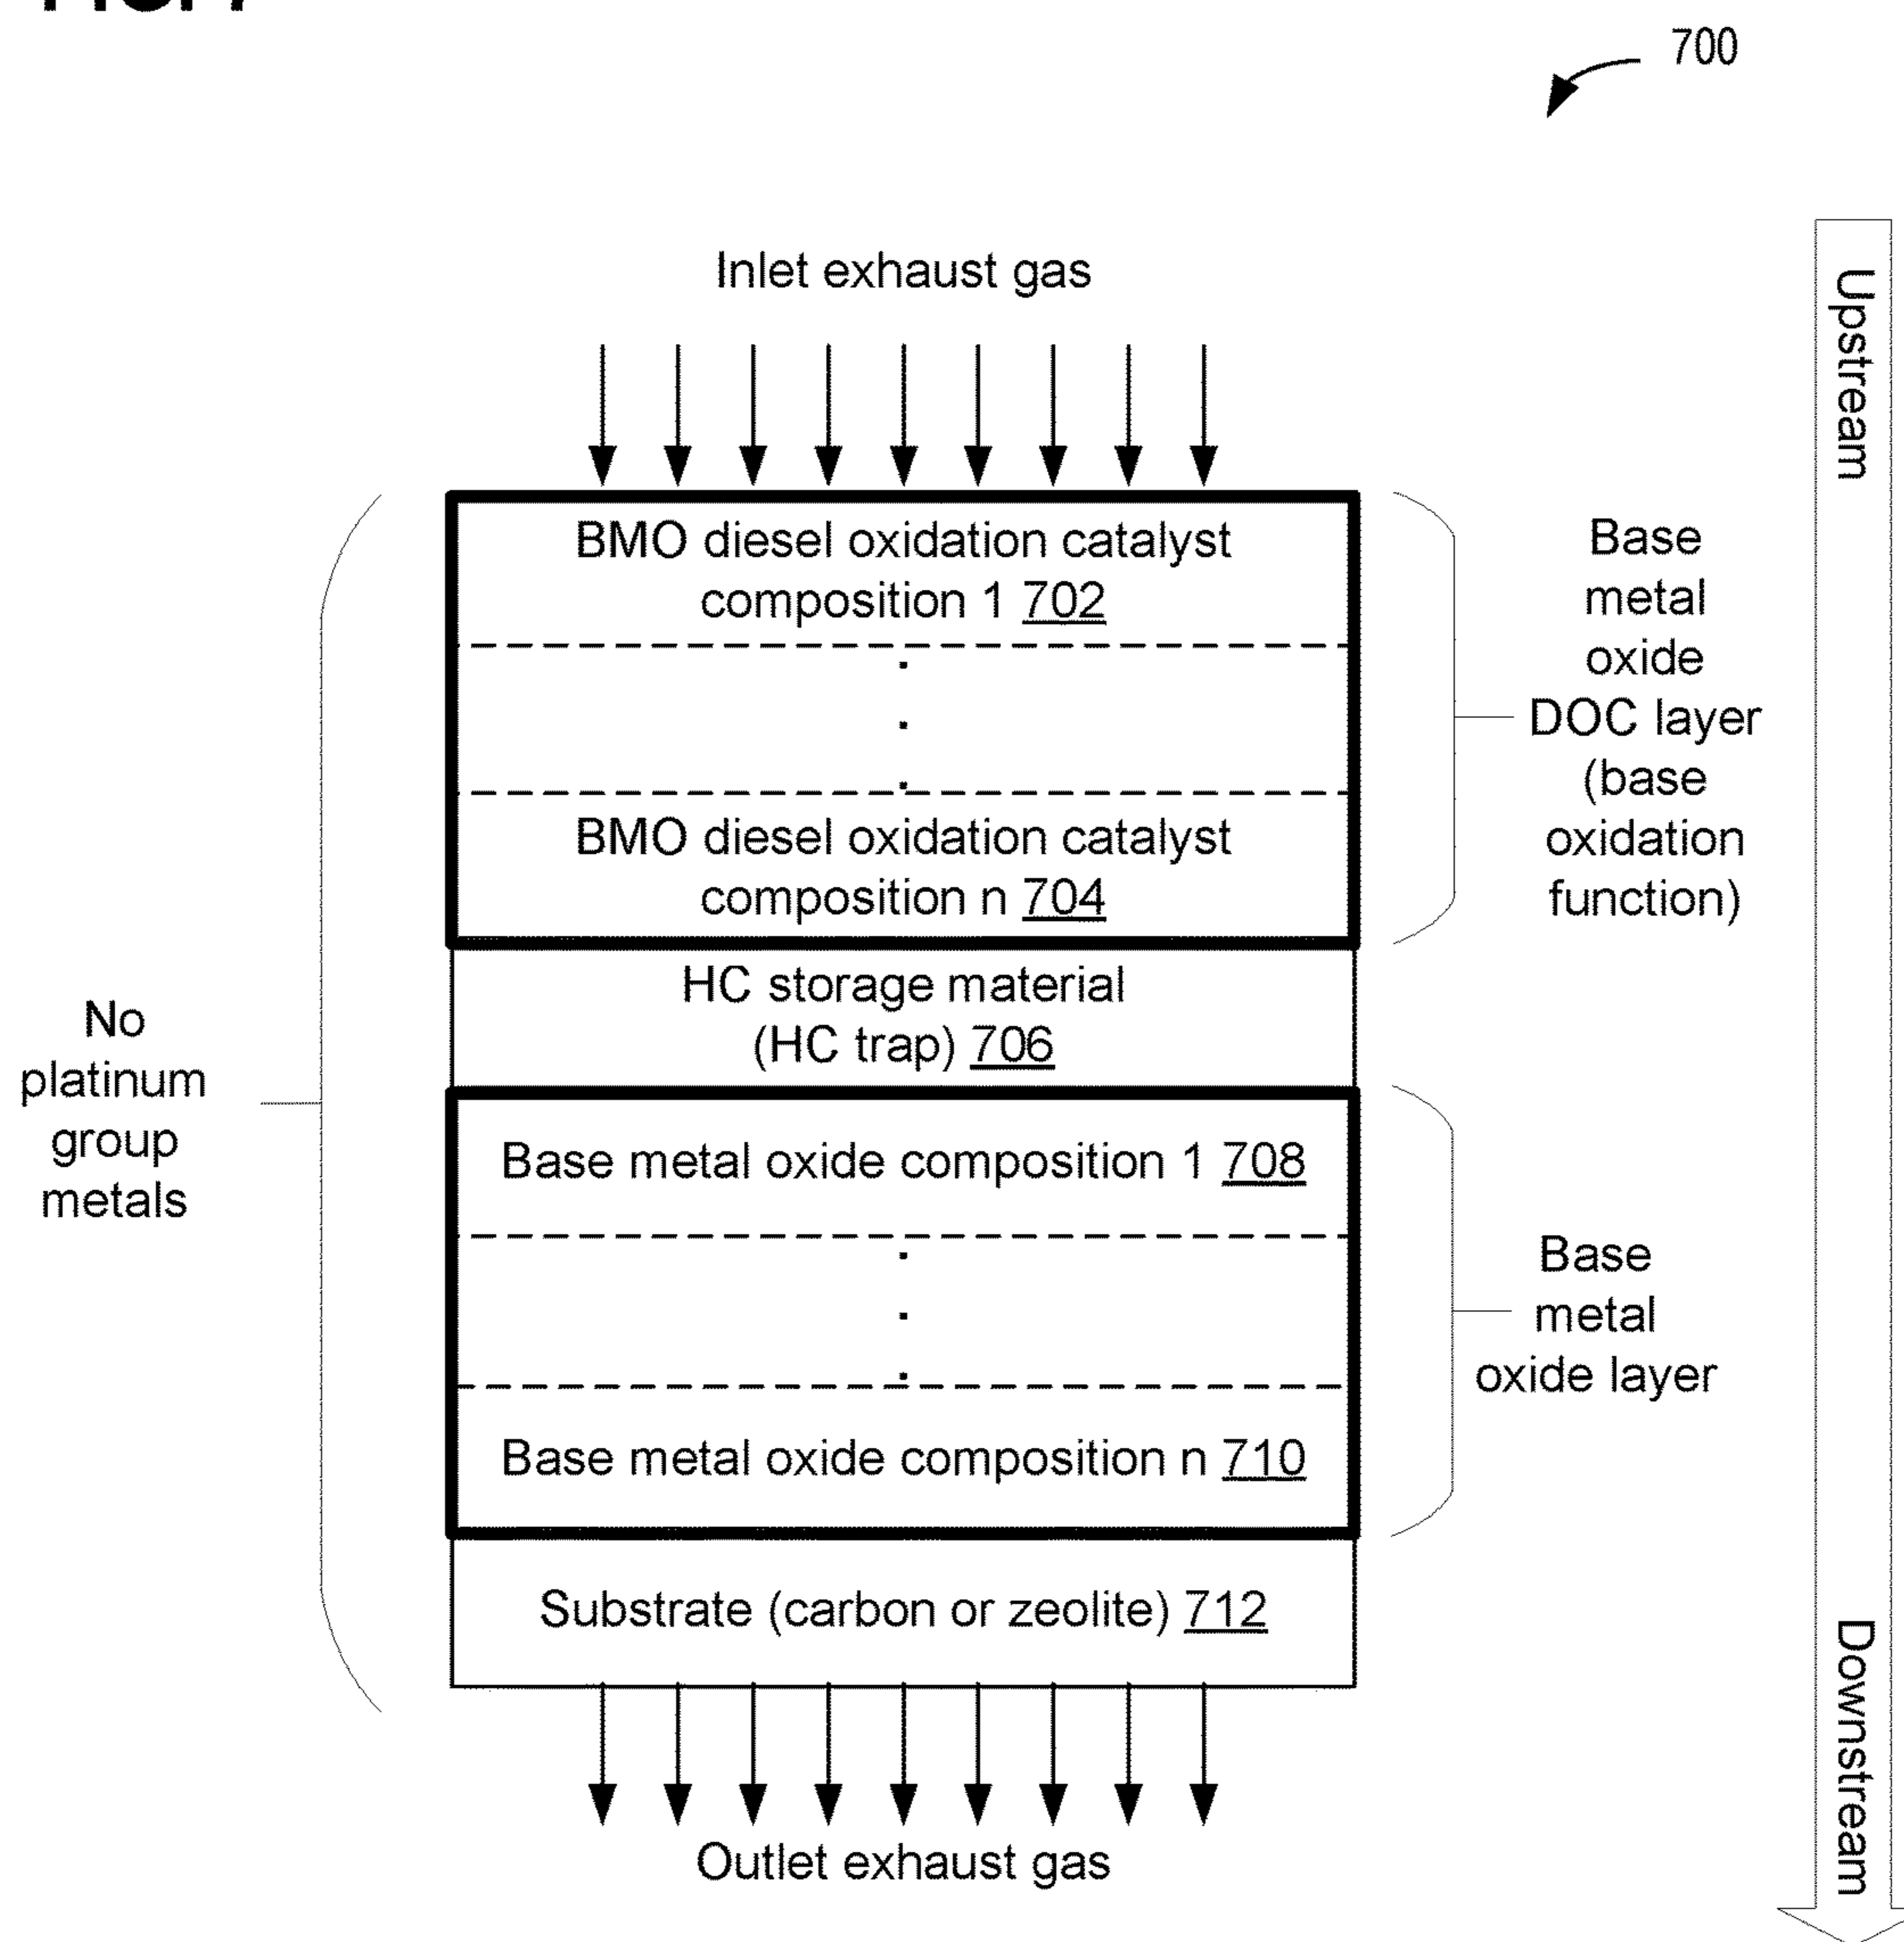 700
Inlet exhaust gas
Upstream
BMO diesel oxidation catalyst
composition 1 702
BMO diesel oxidation catalyst
composition n 704
Base
metal
oxide
DOC layer
(base
oxidation
function)
HC storage material
(HC trap) 706
No
platinum
group
metals
Base metal oxide composition 1 708
Base metal oxide composition n 710
Base
metal
oxide layer
Substrate (carbon or zeolite) 712
Downstream
Outlet exhaust gas